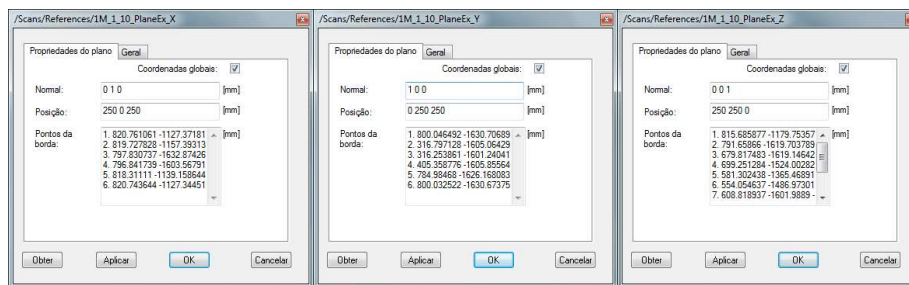 /Scans/References/1M_1_10_PlaneEx_X
Propriedades do plano Geral
Coordenadas globais:
Normal: 0 1 0 [mm]
Posição: 250 0 250 [mm]
Pontos da borda: [mm]
1. 820.761061 -1127.37181
2. 819.727828 -1157.39313
3. 797.830737 -1632.87426
4. 796.841739 -1603.56791
5. 818.31111 -1139.158644
6. 820.743644 -1127.34451
Obter Aplicar OK Cancelar
/Scans/References/1M_1_10_PlaneEx_Y
Propriedades do plano Geral
Coordenadas globais:
Normal: 1 0 0 [mm]
Posição: 0 250 250 [mm]
Pontos da borda: [mm]
1. 800.046492 -1630.70689
2. 316.797128 -1605.06429
3. 316.253861 -1601.24041
4. 405.358776 -1605.85564
5. 784.98468 -1626.168083
6. 800.032522 -1630.67375
Obter Aplicar OK Cancelar
/Scans/References/1M_1_10_PlaneEx_Z
Propriedades do plano Geral
Coordenadas globais:
Normal: 0 0 1 [mm]
Posição: 250 250 0 [mm]
Pontos da borda: [mm]
1. 815.685877 -1179.75357
2. 791.65866 -1619.703789
3. 679.817483 -1619.14642
4. 699.251284 -1524.00282
5. 581.302438 -1365.46891
6. 554.054637 -1486.97301
7. 608.818937 -1601.9889 -
Obter Aplicar OK Cancelar